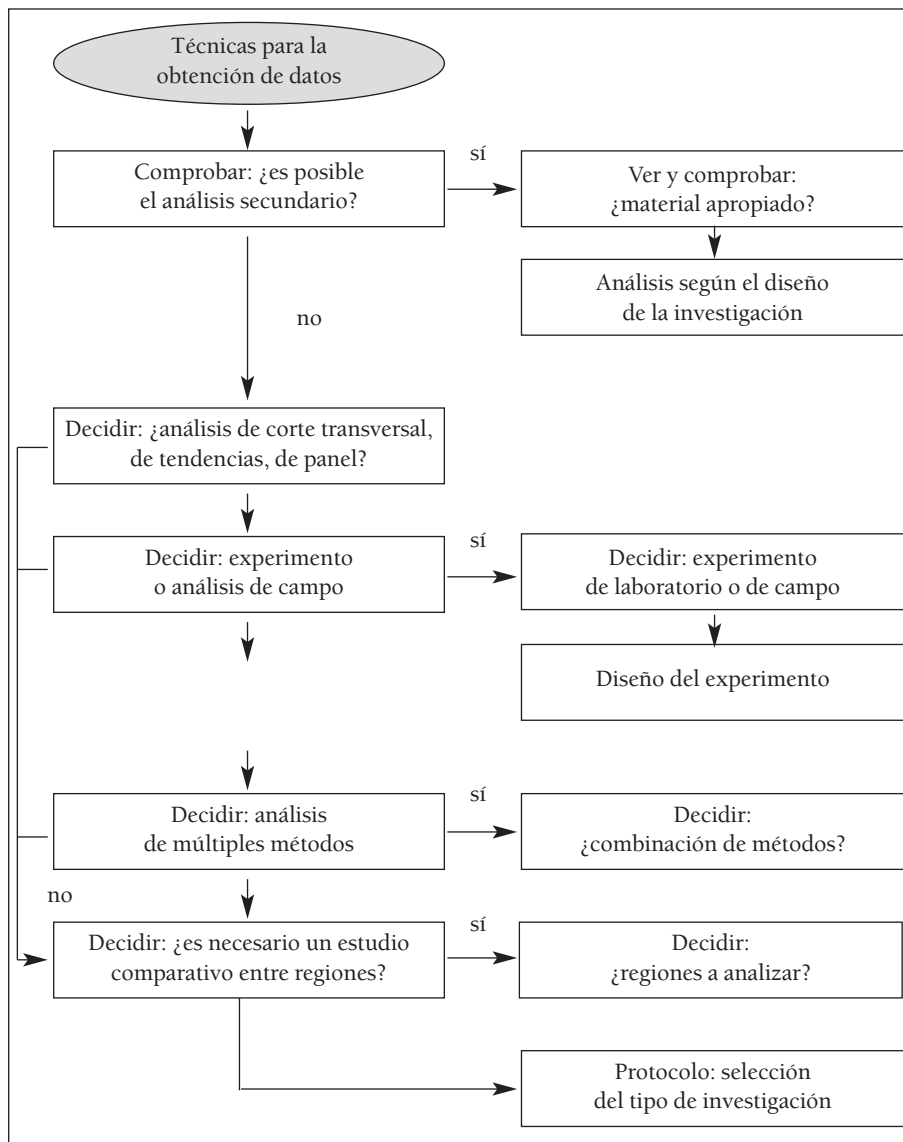 Técnicas para la
obtención de datos
Comprobar: ¿es posible
el análisis secundario?
sí
Ver y comprobar:
¿material apropiado?
Análisis según el diseño
de la investigación
no
Decidir: ¿análisis de corte transversal,
de tendencias, de panel?
Decidir: experimento
o análisis de campo
sí
Decidir: experimento
de laboratorio o de campo
Diseño del experimento
Decidir: análisis
de múltiples métodos
sí
Decidir:
¿combinación de métodos?
no
Decidir: ¿es necesario un estudio
comparativo entre regiones?
sí
Decidir:
¿regiones a analizar?
Protocolo: selección
del tipo de investigación